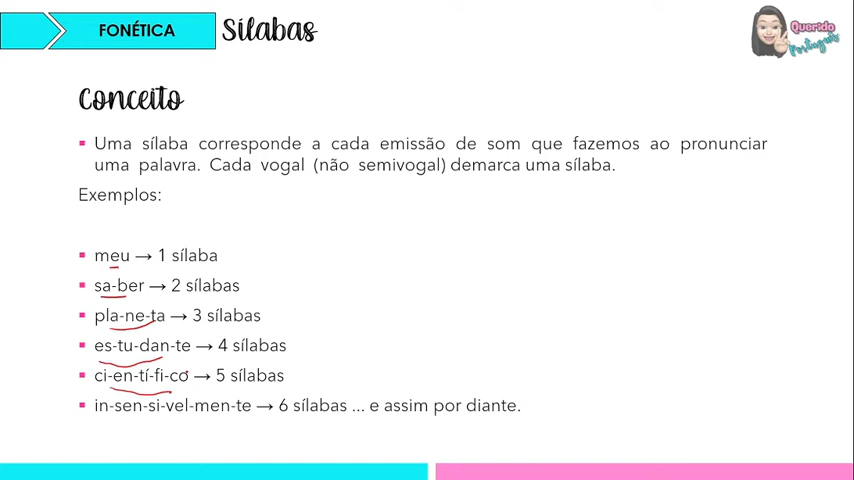 FONÉTICA
Sílabas
Querido
Português
Conceito
Uma sílaba corresponde a cada emissão de som que fazemos ao pronunciar
uma palavra. Cada vogal (não semivogal) demarca uma sílaba.
Exemplos:
meu → 1 sílaba
sa-ber → 2 sílabas
pla-ne-ta → 3 sílabas
es-tu-dan-te → 4 sílabas
ci-en-tí-fi-co → 5 sílabas
in-sen-si-vel-men-te → 6 sílabas ... e assim por diante.